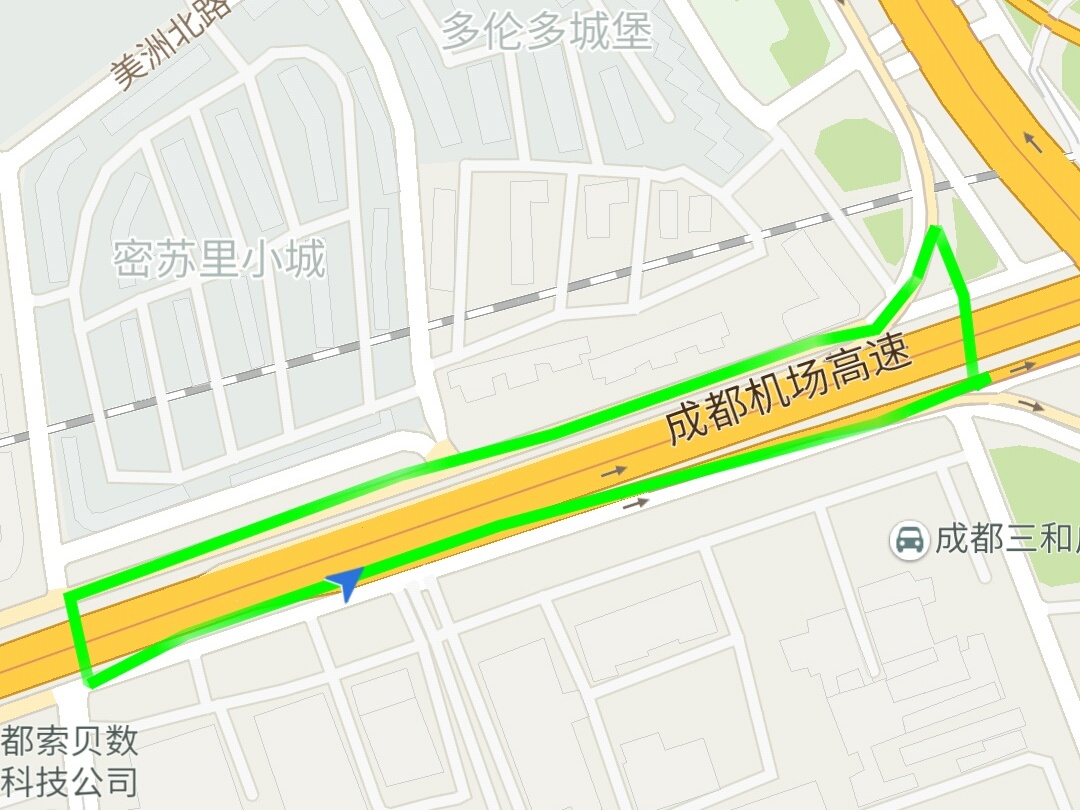 美洲北路
多伦多城堡
密苏里小城
成都机场高速
成都三和
都索贝数
科技公司